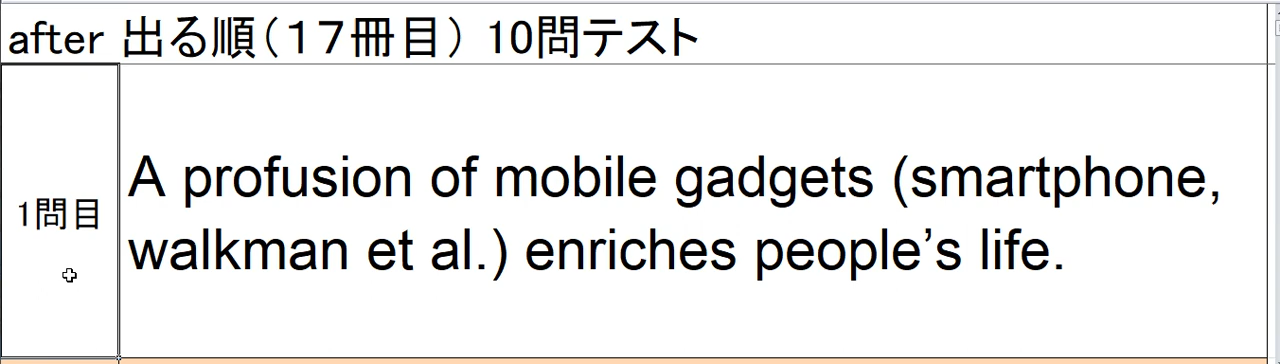 after 出る順（１７冊目） 10問テスト
1問目
A profusion of mobile gadgets (smartphone,
walkman et al.) enriches people’s life.